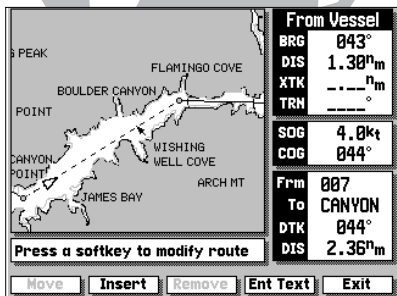 From Vessel
BRG 043°
DIS 1.30nm
XTK _.__nm
TRN ___°
SOG 4.0kt
COG 044°
Frm 007
To CANYON
DTK 044°
DIS 2.36nm
PEAK
FLAMINGO COVE
BOULDER CANYON
POINT
WISHING
WELL COVE
CANYON
POINT
ARCH MT
JAMES BAY
Press a softkey to modify route
Move Insert Remove Ent Text Exit